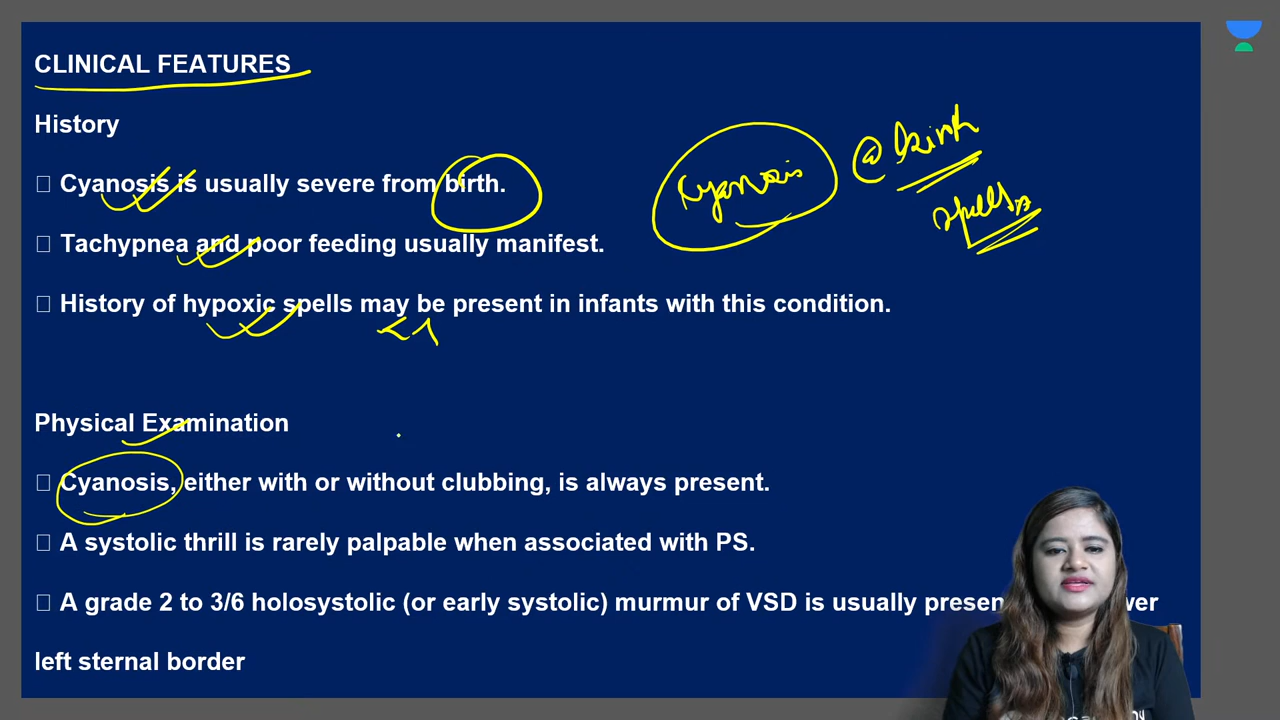 CLINICAL FEATURES
History
Cyanosis is usually severe from birth.
Tachypnea and poor feeding usually manifest.
History of hypoxic spells may be present in infants with this condition.
Cyanosis @ birth
spells
<1
Physical Examination
Cyanosis, either with or without clubbing, is always present.
A systolic thrill is rarely palpable when associated with PS.
A grade 2 to 3/6 holosystolic (or early systolic) murmur of VSD is usually
left sternal border